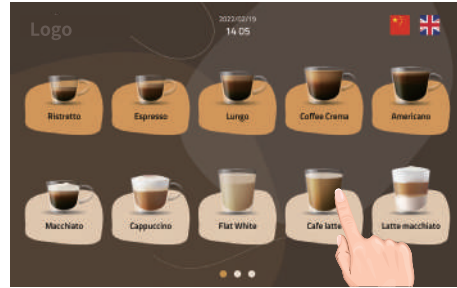 Logo
2022/02/19
14 05
Ristretto
Espresso
Lungo
Coffee Crema
Americano
Macchiato
Cappuccino
Flat White
Cafe latte
Latte macchiato